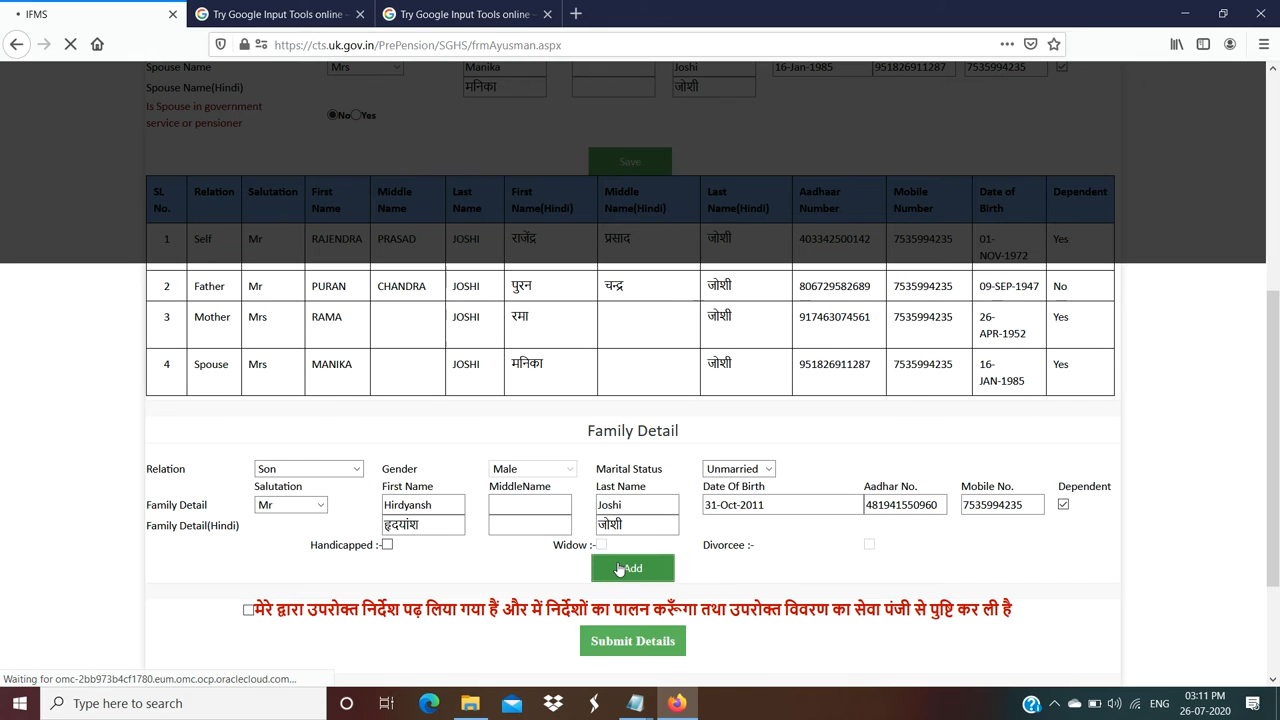 IFMS
Try Google Input Tools online –
Try Google Input Tools online –
https://cts.uk.gov.in/PrePension/SGHS/frmAyusman.aspx
Spouse Name Mrs Manika Joshi 16-Jan-1985 951826911287 7535994235
Spouse Name(Hindi) मनिका जोशी
Is Spouse in government
service or pensioner
No Yes
Save
SL No. Relation Salutation First Name Middle Name Last Name First Name(Hindi) Middle Name(Hindi) Last Name(Hindi) Aadhaar Number Mobile Number Date of Birth Dependent
1 Self Mr RAJENDRA PRASAD JOSHI राजेंद्र प्रसाद जोशी 403342500142 7535994235 01-NOV-1972 Yes
2 Father Mr PURAN CHANDRA JOSHI पुरन चन्द्र जोशी 806729582689 7535994235 09-SEP-1947 No
3 Mother Mrs RAMA JOSHI रमा जोशी 917463074561 7535994235 26-APR-1952 Yes
4 Spouse Mrs MANIKA JOSHI मनिका जोशी 951826911287 7535994235 16-JAN-1985 Yes
Family Detail
Relation Son Gender Male Marital Status Unmarried
Salutation First Name MiddleName Last Name Date Of Birth Aadhar No. Mobile No. Dependent
Family Detail Mr Hirdyansh Joshi 31-Oct-2011 481941550960 7535994235
Family Detail(Hindi) हृदयांश जोशी
Handicapped :- Widow :- Divorcee :-
Add
मेरे द्वारा उपरोक्त निर्देश पढ़ लिया गया हैं और में निर्देशों का पालन करूँगा तथा उपरोक्त विवरण का सेवा पंजी से पुष्टि कर ली है
Submit Details
Waiting for omc-2bb973b4cf1780.eum.omc.ocp.oraclecloud.com...
Type here to search
ENG
03:11 PM
26-07-2020